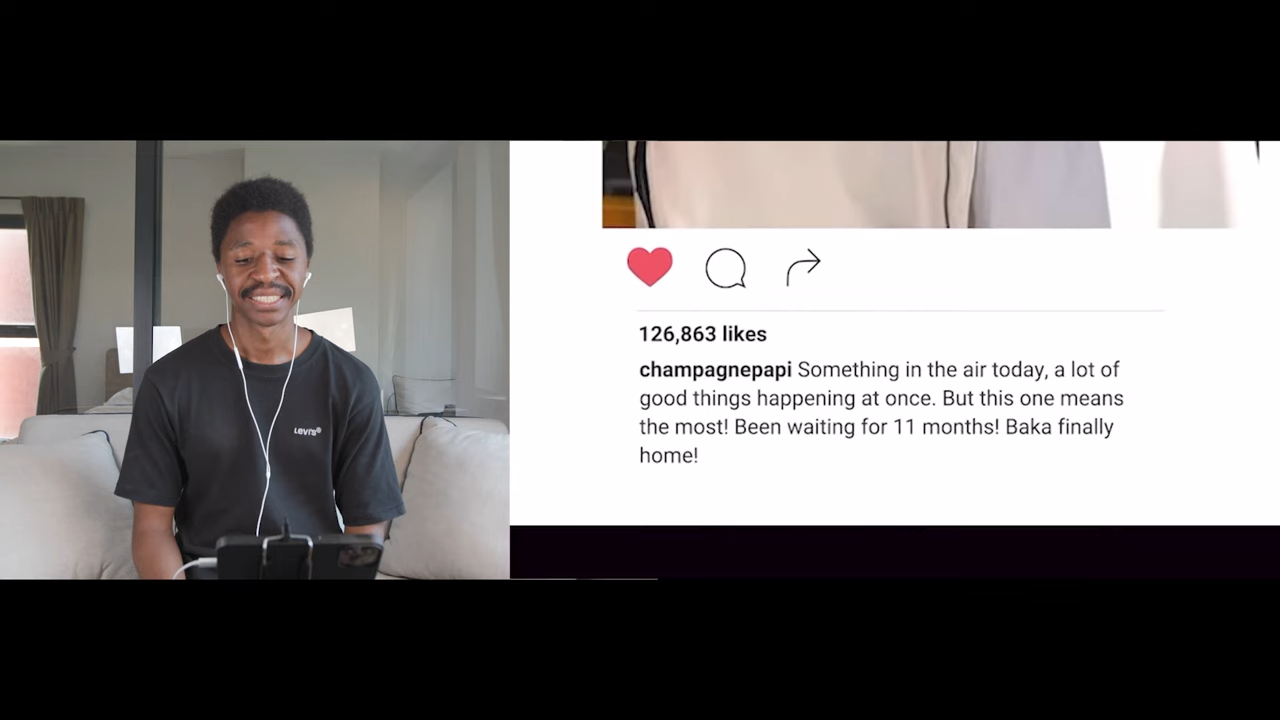 Levi's®
126,863 likes
champagnepapi Something in the air today, a lot of
good things happening at once. But this one means
the most! Been waiting for 11 months! Baka finally
home!